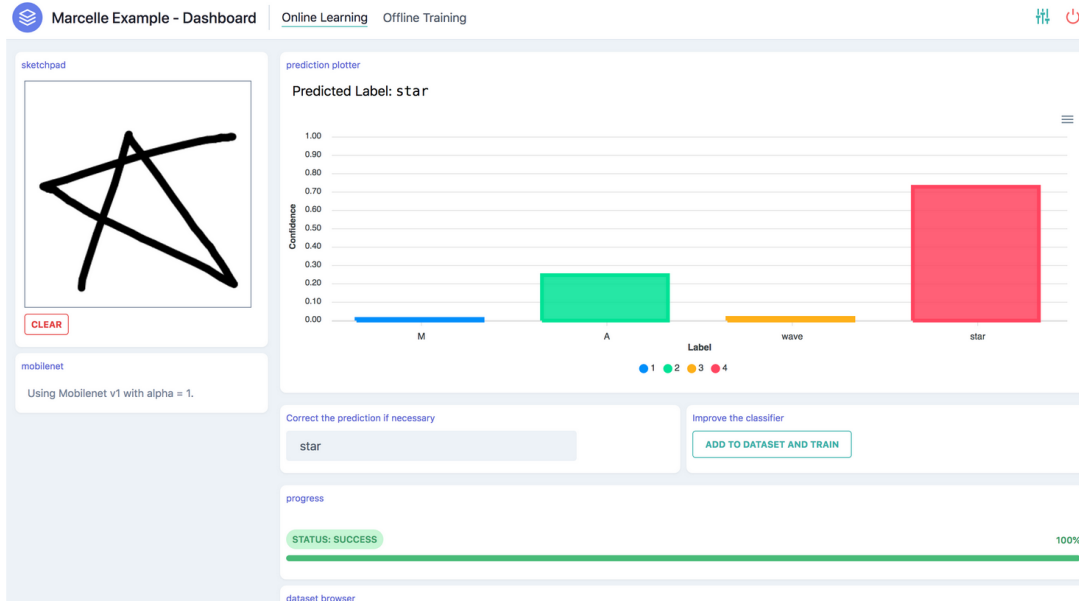 Marcelle Example - Dashboard
Online Learning
Offline Training
sketchpad
CLEAR
mobilenet
Using Mobilenet v1 with alpha = 1.
prediction plotter
Predicted Label: star
1.00
0.90
0.80
0.70
0.60
0.50
0.40
0.30
0.20
0.10
0.00
Confidence
M
A
wave
star
Label
1
2
3
4
Correct the prediction if necessary
star
Improve the classifier
ADD TO DATASET AND TRAIN
progress
STATUS: SUCCESS
100%
dataset browser